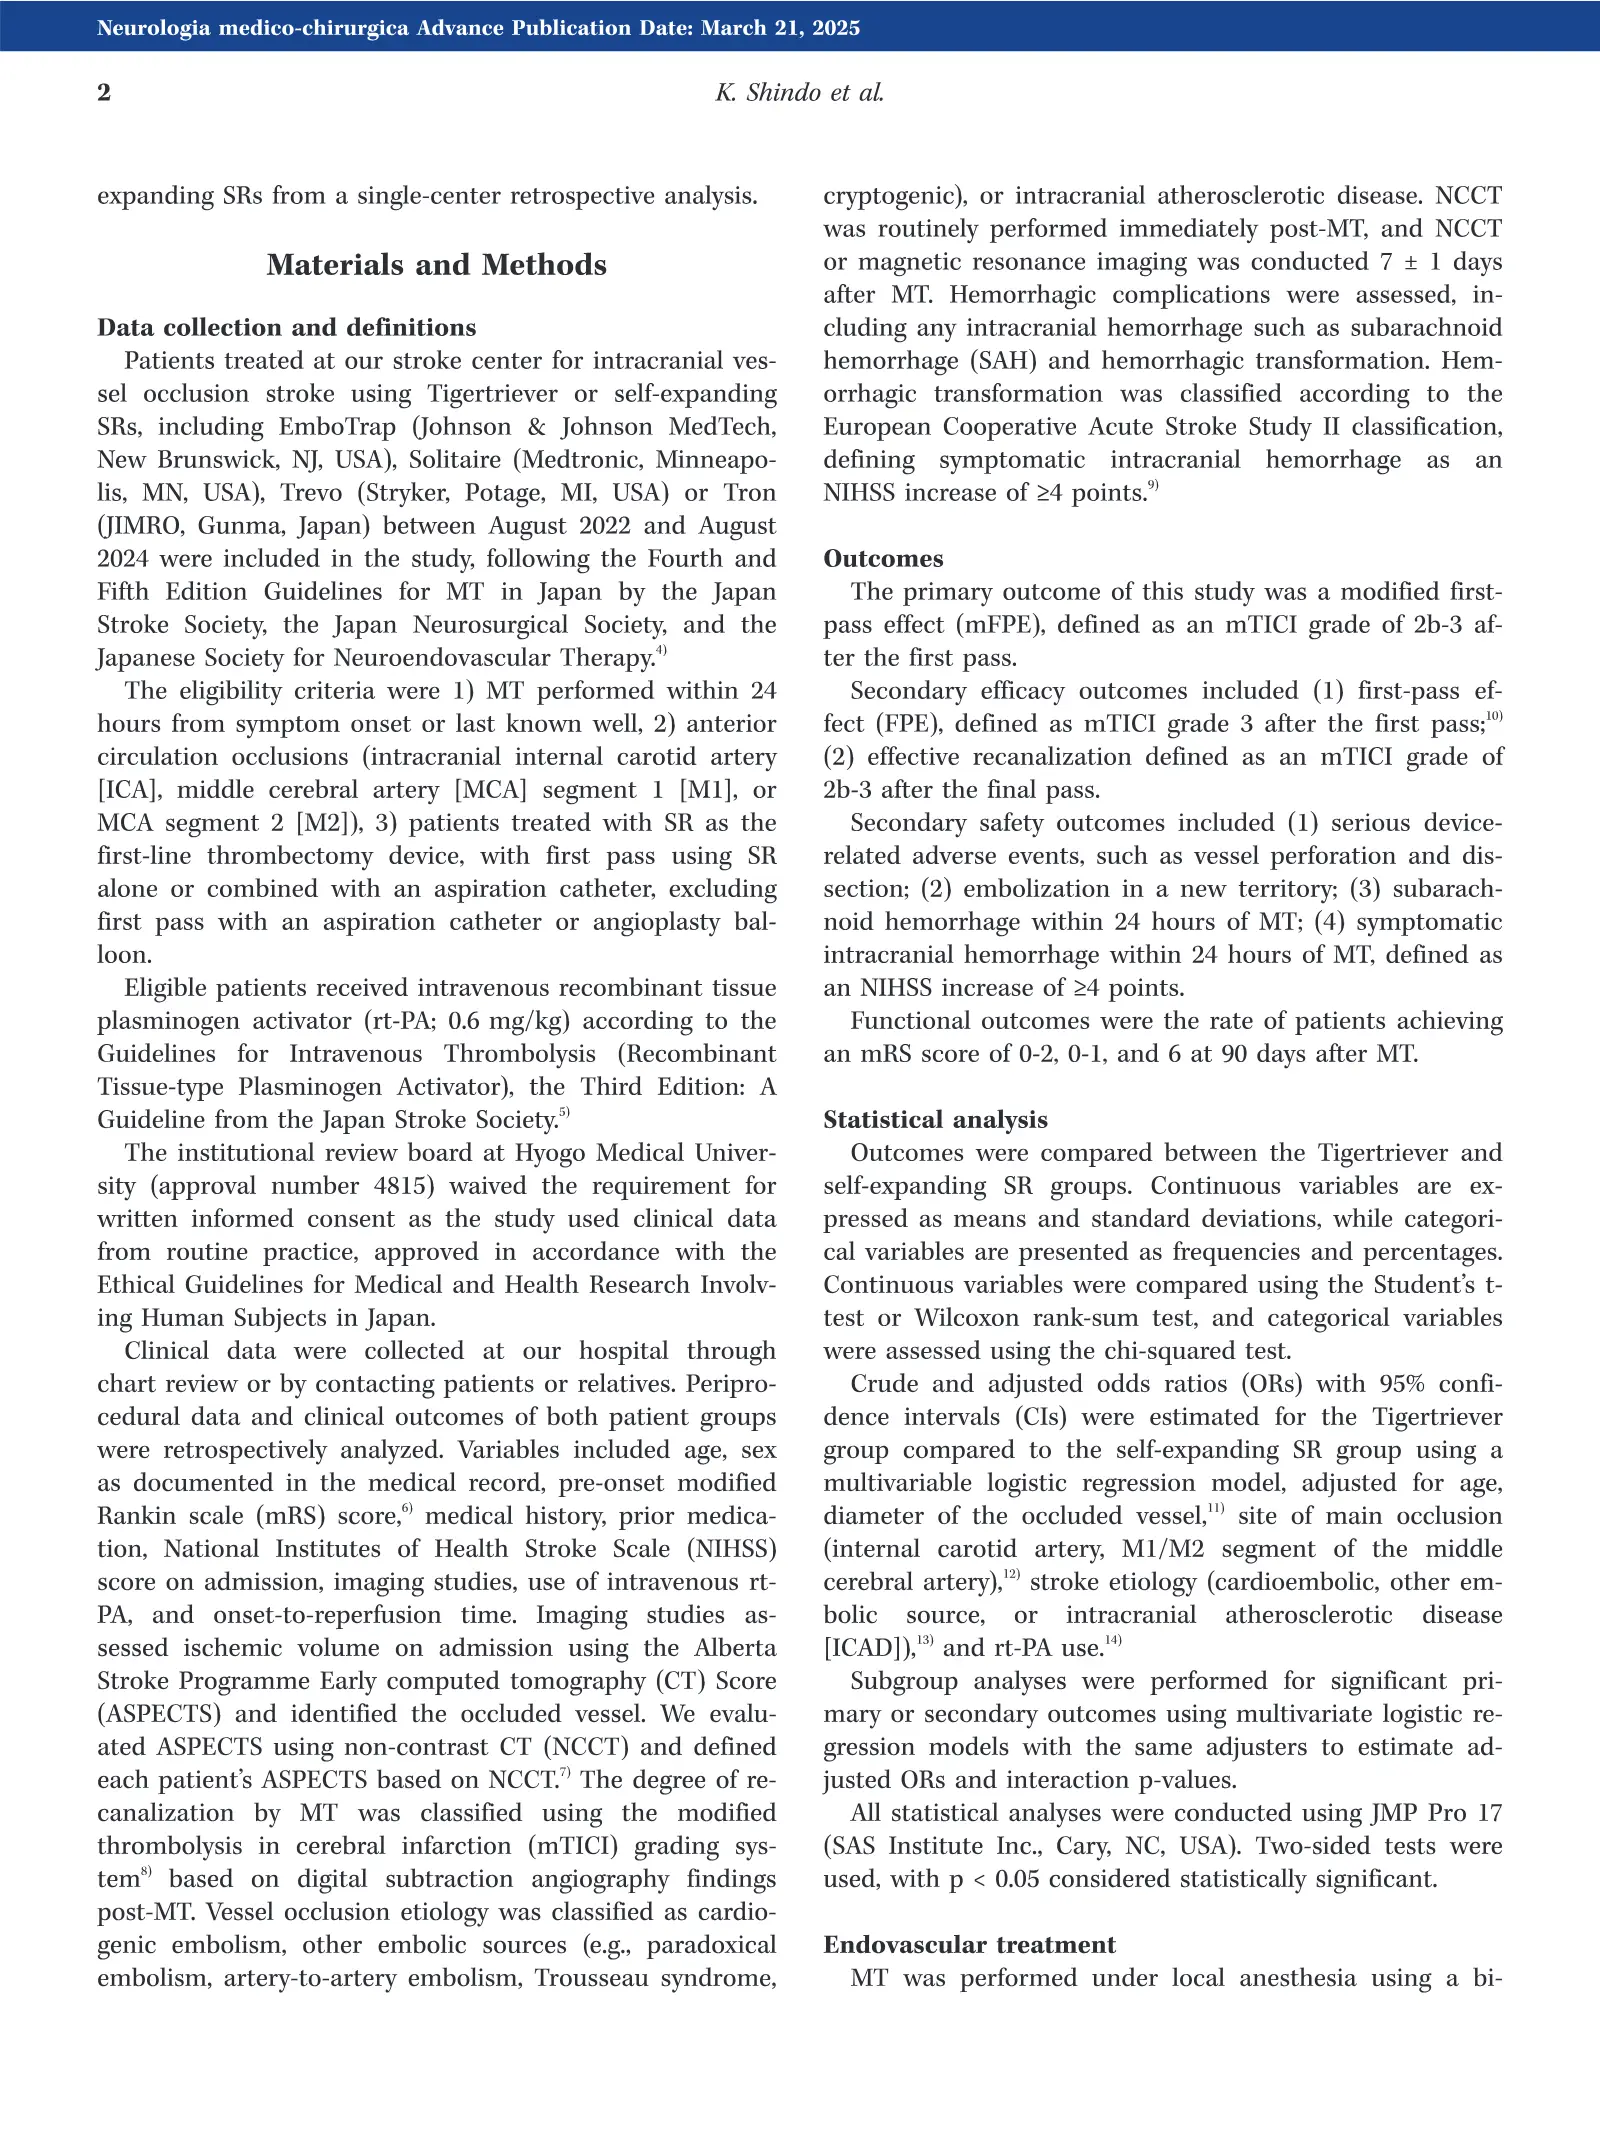 Neurologia medico-chirurgica Advance Publication Date: March 21, 2025
2
K. Shindo et al.
expanding SRs from a single-center retrospective analysis.
Materials and Methods
Data collection and definitions
Patients treated at our stroke center for intracranial ves-
sel occlusion stroke using Tigertriever or self-expanding
SRs, including EmboTrap (Johnson & Johnson MedTech,
New Brunswick, NJ, USA), Solitaire (Medtronic, Minneapo-
lis, MN, USA), Trevo (Stryker, Potage, MI, USA) or Tron
(JIMRO, Gunma, Japan) between August 2022 and August
2024 were included in the study, following the Fourth and
Fifth Edition Guidelines for MT in Japan by the Japan
Stroke Society, the Japan Neurosurgical Society, and the
Japanese Society for Neuroendovascular Therapy.4)
The eligibility criteria were 1) MT performed within 24
hours from symptom onset or last known well, 2) anterior
circulation occlusions (intracranial internal carotid artery
[ICA], middle cerebral artery [MCA] segment 1 [M1], or
MCA segment 2 [M2]), 3) patients treated with SR as the
first-line thrombectomy device, with first pass using SR
alone or combined with an aspiration catheter, excluding
first pass with an aspiration catheter or angioplasty bal-
loon.
Eligible patients received intravenous recombinant tissue
plasminogen activator (rt-PA; 0.6 mg/kg) according to the
Guidelines for Intravenous Thrombolysis (Recombinant
Tissue-type Plasminogen Activator), the Third Edition: A
Guideline from the Japan Stroke Society.5)
The institutional review board at Hyogo Medical Univer-
sity (approval number 4815) waived the requirement for
written informed consent as the study used clinical data
from routine practice, approved in accordance with the
Ethical Guidelines for Medical and Health Research Involv-
ing Human Subjects in Japan.
Clinical data were collected at our hospital through
chart review or by contacting patients or relatives. Peripro-
cedural data and clinical outcomes of both patient groups
were retrospectively analyzed. Variables included age, sex
as documented in the medical record, pre-onset modified
Rankin scale (mRS) score,6) medical history, prior medica-
tion, National Institutes of Health Stroke Scale (NIHSS)
score on admission, imaging studies, use of intravenous rt-
PA, and onset-to-reperfusion time. Imaging studies as-
sessed ischemic volume on admission using the Alberta
Stroke Programme Early computed tomography (CT) Score
(ASPECTS) and identified the occluded vessel. We evalu-
ated ASPECTS using non-contrast CT (NCCT) and defined
each patient’s ASPECTS based on NCCT.7) The degree of re-
canalization by MT was classified using the modified
thrombolysis in cerebral infarction (mTICI) grading sys-
tem8) based on digital subtraction angiography findings
post-MT. Vessel occlusion etiology was classified as cardio-
genic embolism, other embolic sources (e.g., paradoxical
embolism, artery-to-artery embolism, Trousseau syndrome,
cryptogenic), or intracranial atherosclerotic disease. NCCT
was routinely performed immediately post-MT, and NCCT
or magnetic resonance imaging was conducted 7 ± 1 days
after MT. Hemorrhagic complications were assessed, in-
cluding any intracranial hemorrhage such as subarachnoid
hemorrhage (SAH) and hemorrhagic transformation. Hem-
orrhagic transformation was classified according to the
European Cooperative Acute Stroke Study II classification,
defining symptomatic intracranial hemorrhage as an
NIHSS increase of ≥4 points.9)
Outcomes
The primary outcome of this study was a modified first-
pass effect (mFPE), defined as an mTICI grade of 2b-3 af-
ter the first pass.
Secondary efficacy outcomes included (1) first-pass ef-
fect (FPE), defined as mTICI grade 3 after the first pass;10)
(2) effective recanalization defined as an mTICI grade of
2b-3 after the final pass.
Secondary safety outcomes included (1) serious device-
related adverse events, such as vessel perforation and dis-
section; (2) embolization in a new territory; (3) subarach-
noid hemorrhage within 24 hours of MT; (4) symptomatic
intracranial hemorrhage within 24 hours of MT, defined as
an NIHSS increase of ≥4 points.
Functional outcomes were the rate of patients achieving
an mRS score of 0-2, 0-1, and 6 at 90 days after MT.
Statistical analysis
Outcomes were compared between the Tigertriever and
self-expanding SR groups. Continuous variables are ex-
pressed as means and standard deviations, while categori-
cal variables are presented as frequencies and percentages.
Continuous variables were compared using the Student’s t-
test or Wilcoxon rank-sum test, and categorical variables
were assessed using the chi-squared test.
Crude and adjusted odds ratios (ORs) with 95% confi-
dence intervals (CIs) were estimated for the Tigertriever
group compared to the self-expanding SR group using a
multivariable logistic regression model, adjusted for age,
diameter of the occluded vessel,11) site of main occlusion
(internal carotid artery, M1/M2 segment of the middle
cerebral artery),12) stroke etiology (cardioembolic, other em-
bolic source, or intracranial atherosclerotic disease
[ICAD]),13) and rt-PA use.14)
Subgroup analyses were performed for significant pri-
mary or secondary outcomes using multivariate logistic re-
gression models with the same adjusters to estimate ad-
justed ORs and interaction p-values.
All statistical analyses were conducted using JMP Pro 17
(SAS Institute Inc., Cary, NC, USA). Two-sided tests were
used, with p < 0.05 considered statistically significant.
Endovascular treatment
MT was performed under local anesthesia using a bi-